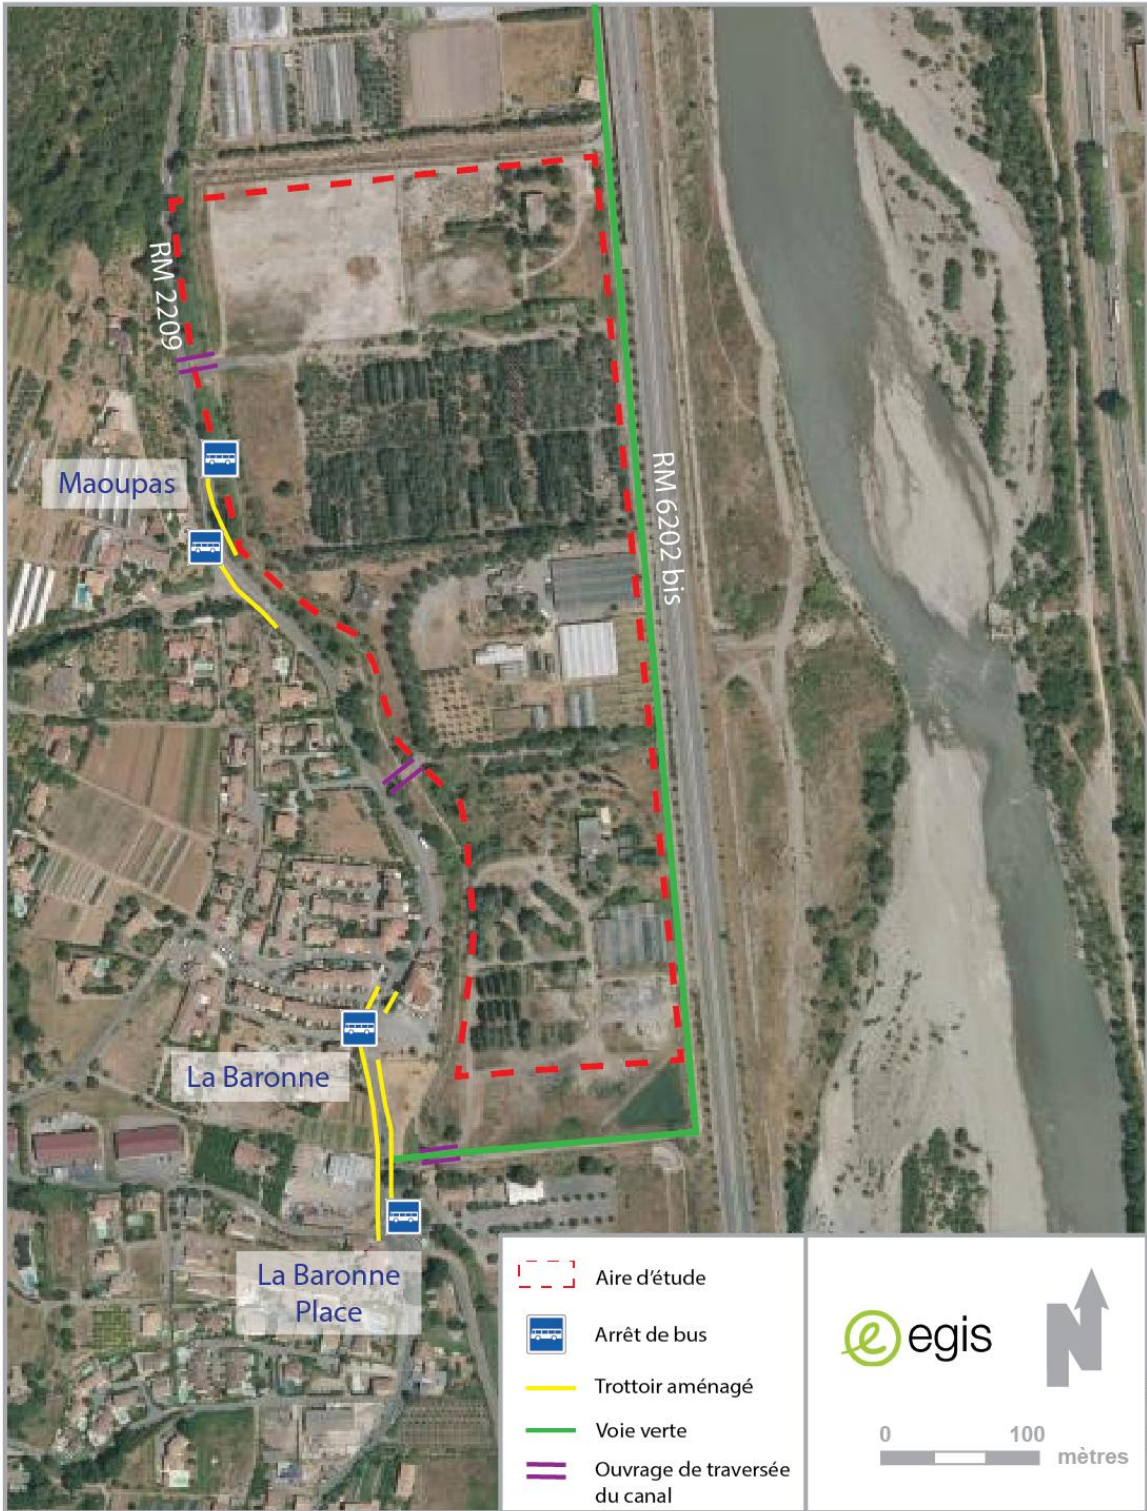 RM 2209
Maoupas
RM 6202 bis
La Baronne
La Baronne
Place
Aire d'étude
Arrêt de bus
Trottoir aménagé
Voie verte
Ouvrage de traversée
du canal
egis
N
0 100
mètres